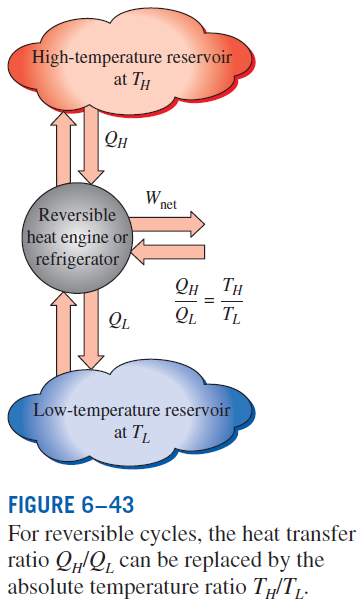 High-temperature reservoir
at T_H
Q_H
W_net
Reversible
heat engine or
refrigerator
Q_H / Q_L = T_H / T_L
Q_L
Low-temperature reservoir
at T_L
FIGURE 6–43
For reversible cycles, the heat transfer
ratio Q_H/Q_L can be replaced by the
absolute temperature ratio T_H/T_L.